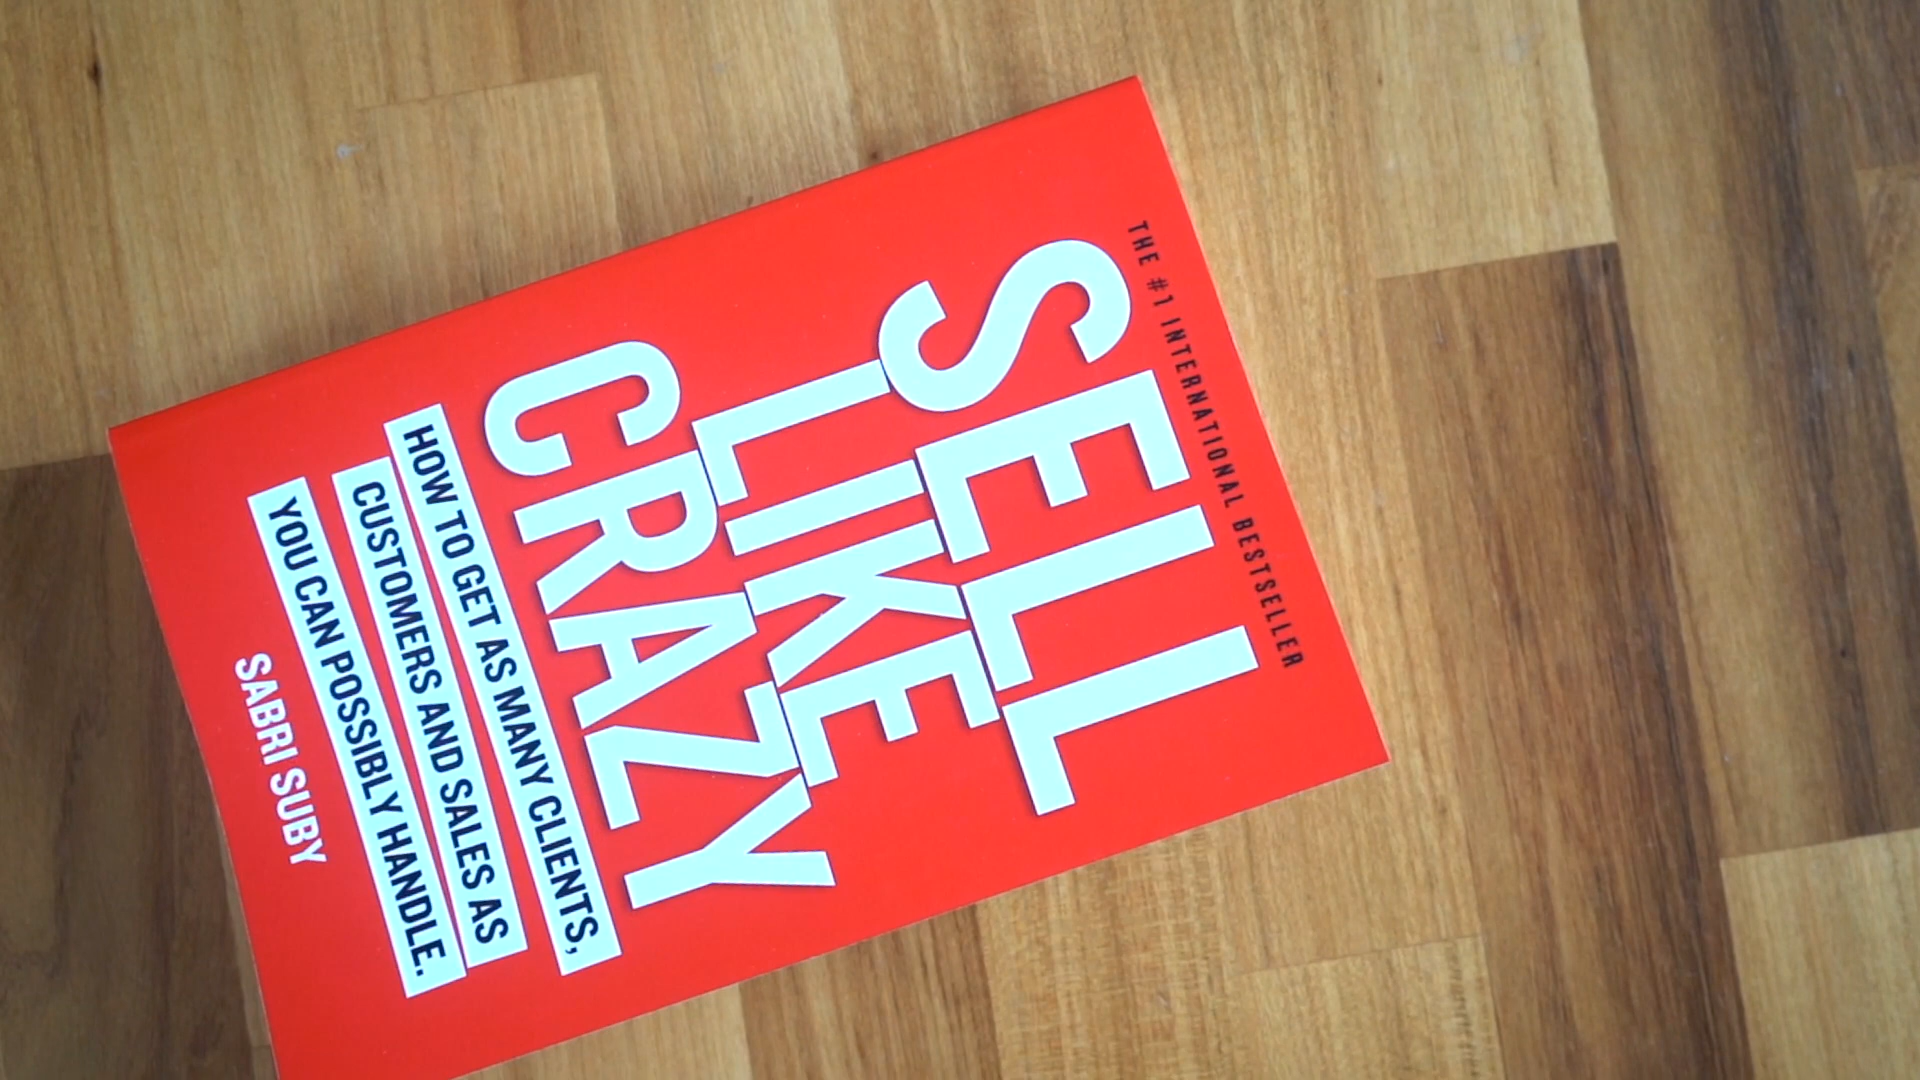 THE #1 INTERNATIONAL BESTSELLER
SELL
LIKE
CRAZY
HOW TO GET AS MANY CLIENTS,
CUSTOMERS AND SALES AS
YOU CAN POSSIBLY HANDLE.
SABRI SUBY